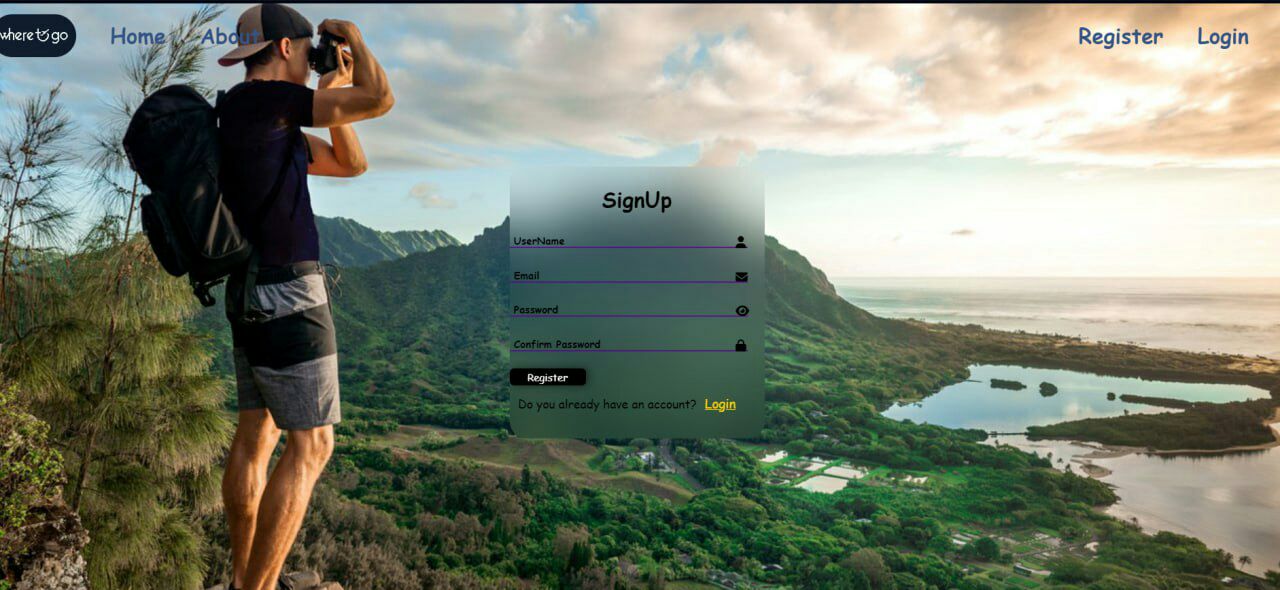 where to go
Home About Register Login
SignUp
UserName
Email
Password
Confirm Password
Register
Do you already have an account? Login